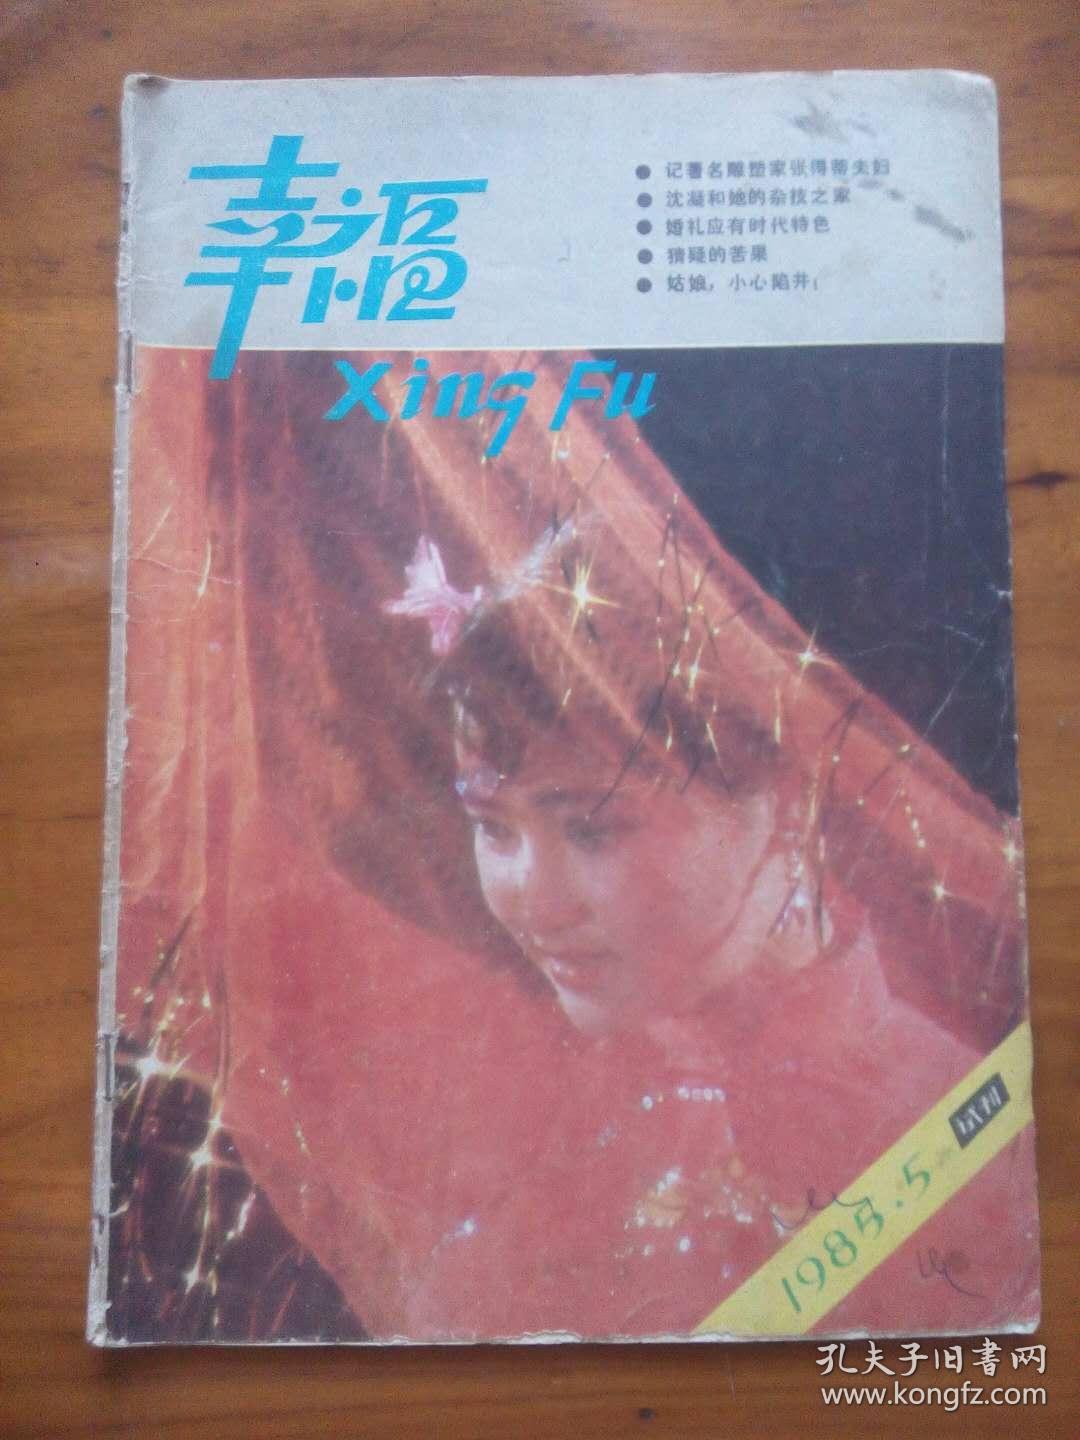 幸福
Xing Fu
● 记著名雕塑家张得蒂夫妇
● 沈凝和她的杂技之家
● 婚礼应有时代特色
● 猜疑的苦果
● 姑娘，小心陷井！
1985.5
试刊
孔夫子旧書网
www.kongfz.com